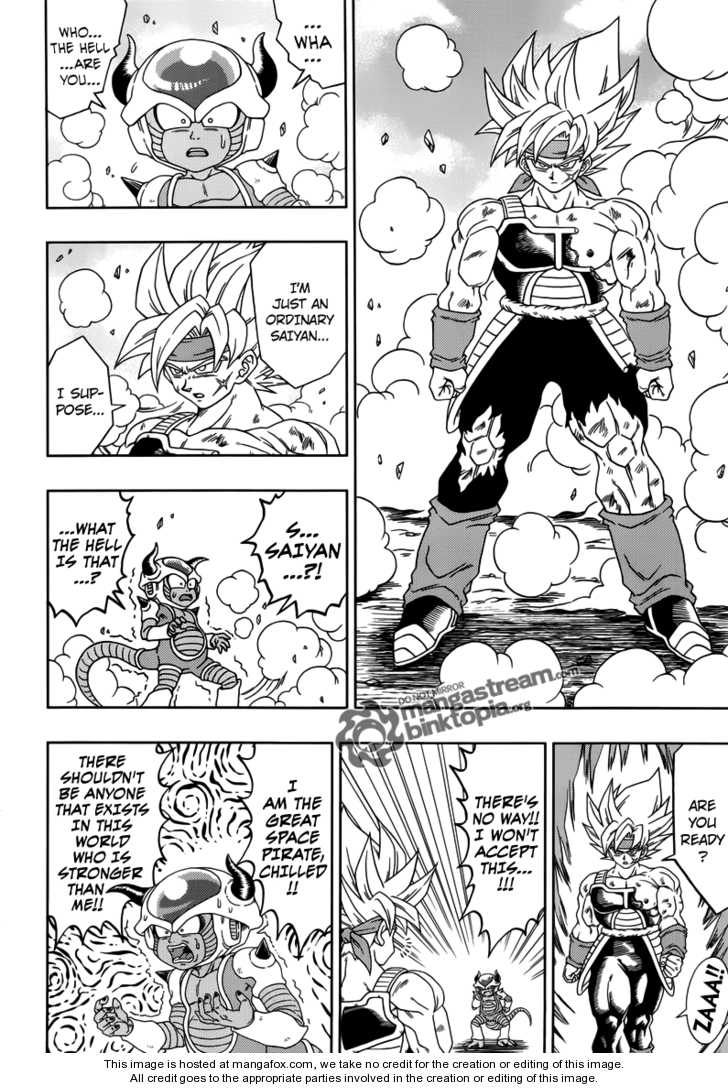 WHA
...
WHO...
THE HELL
...ARE
YOU...
I'M
JUST AN
ORDINARY
SAIYAN...
I SUP-
POSE...
S...
SAIYAN
...?!
...WHAT
THE HELL
IS THAT
...?
ARE
YOU
READY
?
ZAAA!!
THERE'S
NO WAY!!
I WON'T
ACCEPT
THIS...
...!!!
I
AM THE
GREAT
SPACE
PIRATE,
CHILLED
!!
THERE
SHOULDN'T
BE ANYONE
THAT EXISTS
IN THIS
WORLD
WHO IS
STRONGER
THAN
ME!!
DO NOT MIRROR
mangastream.com
binktopia.org
This image is hosted at mangafox.com, we take no credit for the creation or editing of this image.
All credit goes to the appropriate parties involved in the creation or editing of this image.